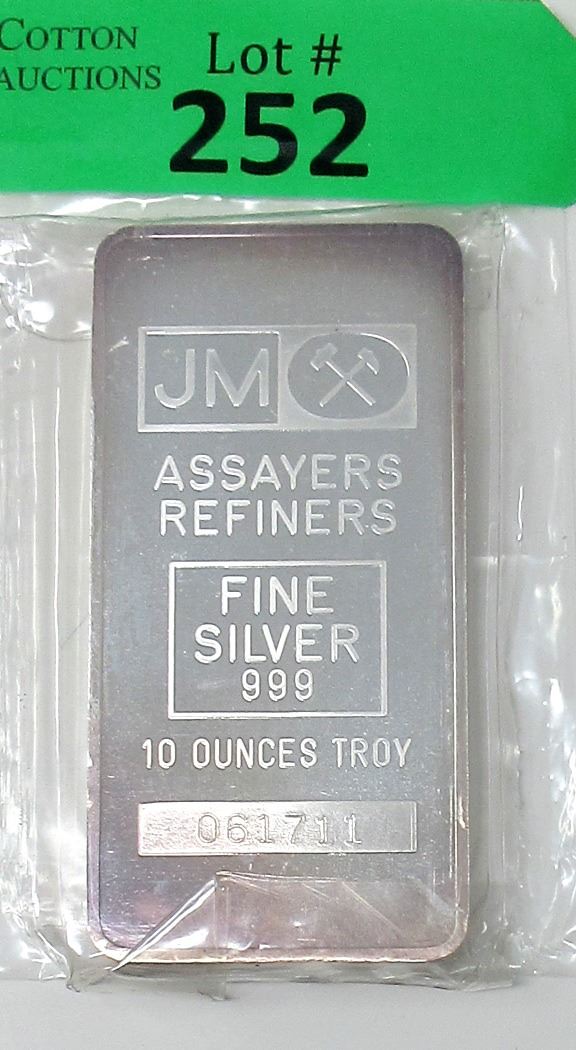 COTTON
AUCTIONS
Lot #
252
JM
ASSAYERS
REFINERS
FINE
SILVER
999
10 OUNCES TROY
061711